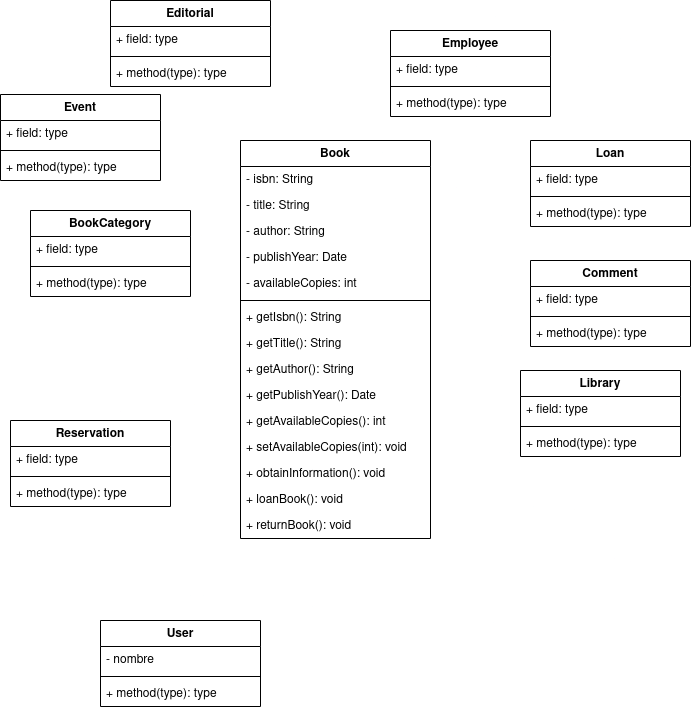 Editorial
+ field: type
+ method(type): type
Employee
+ field: type
+ method(type): type
Event
+ field: type
+ method(type): type
Book
- isbn: String
- title: String
- author: String
- publishYear: Date
- availableCopies: int
+ getIsbn(): String
+ getTitle(): String
+ getAuthor(): String
+ getPublishYear(): Date
+ getAvailableCopies(): int
+ setAvailableCopies(int): void
+ obtainInformation(): void
+ loanBook(): void
+ returnBook(): void
Loan
+ field: type
+ method(type): type
BookCategory
+ field: type
+ method(type): type
Comment
+ field: type
+ method(type): type
Library
+ field: type
+ method(type): type
Reservation
+ field: type
+ method(type): type
User
- nombre
+ method(type): type